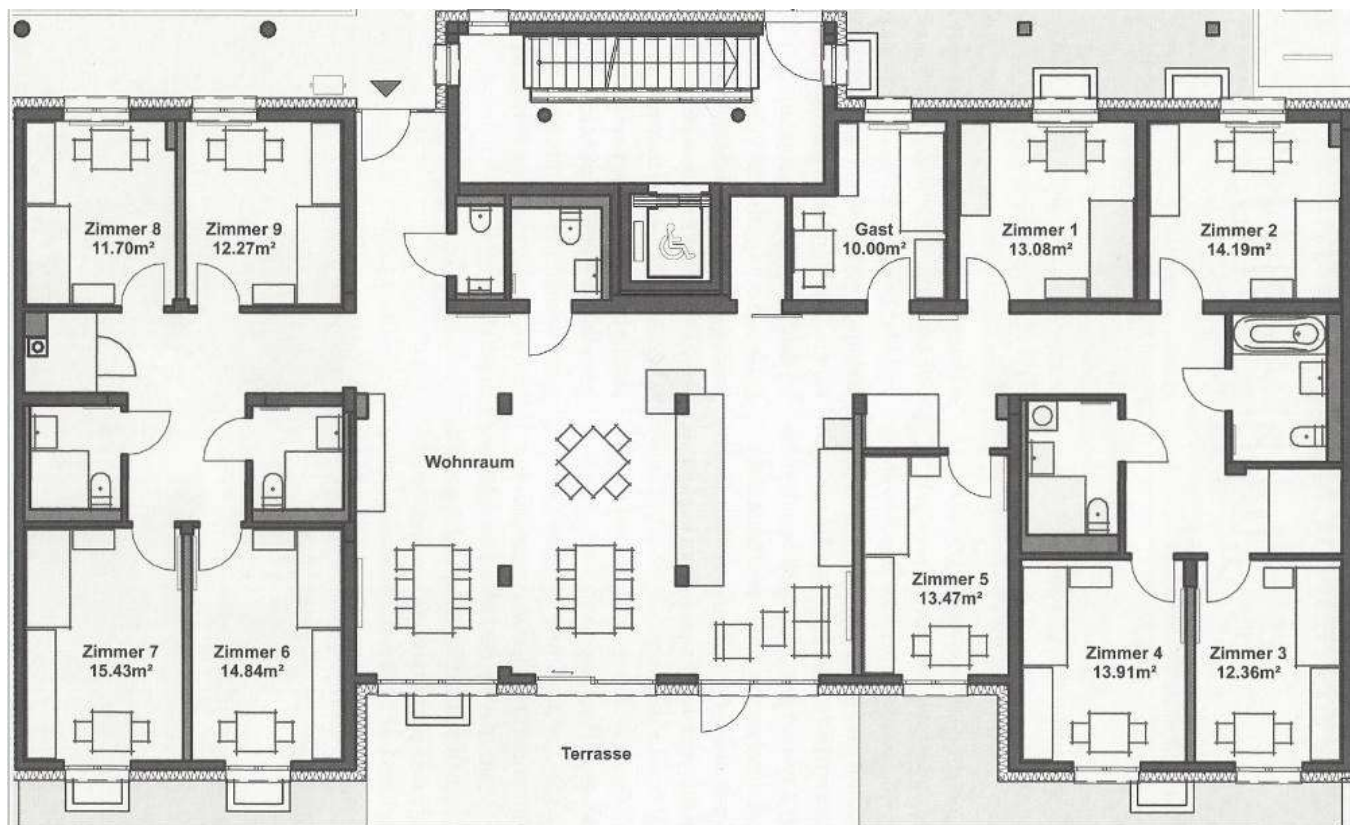 Zimmer 8
11.70m²
Zimmer 9
12.27m²
Gast
10.00m²
Zimmer 1
13.08m²
Zimmer 2
14.19m²
Wohnraum
Zimmer 5
13.47m²
Zimmer 7
15.43m²
Zimmer 6
14.84m²
Zimmer 4
13.91m²
Zimmer 3
12.36m²
Terrasse